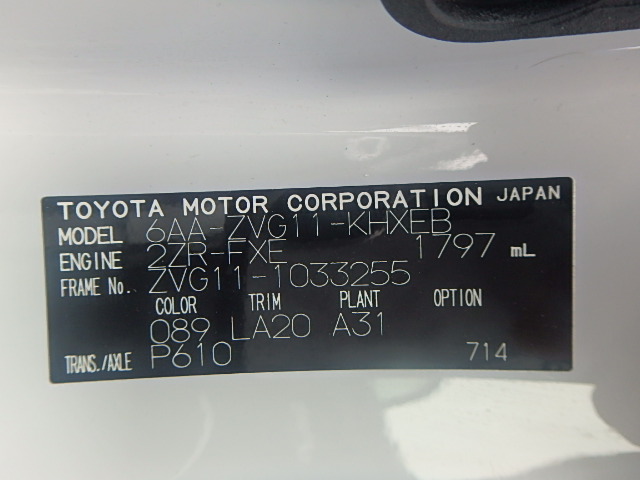 TOYOTA MOTOR CORPORATION JAPAN
MODEL 6AA-ZVG11-KHXEB
ENGINE 2ZR-FXE 1797 mL
FRAME No. ZVG11-1033255
COLOR TRIM PLANT OPTION
089 LA20 A31
TRANS./AXLE P610 714